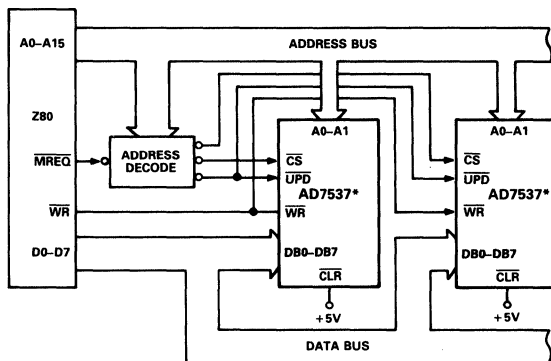 A0–A15
ADDRESS BUS
Z80
A0–A1
A0–A1
MREQ
ADDRESS
DECODE
CS
CS
UPD
UPD
AD7537*
AD7537*
WR
WR
WR
D0–D7
DB0–DB7
DB0–DB7
CLR
CLR
+5V
+5V
DATA BUS